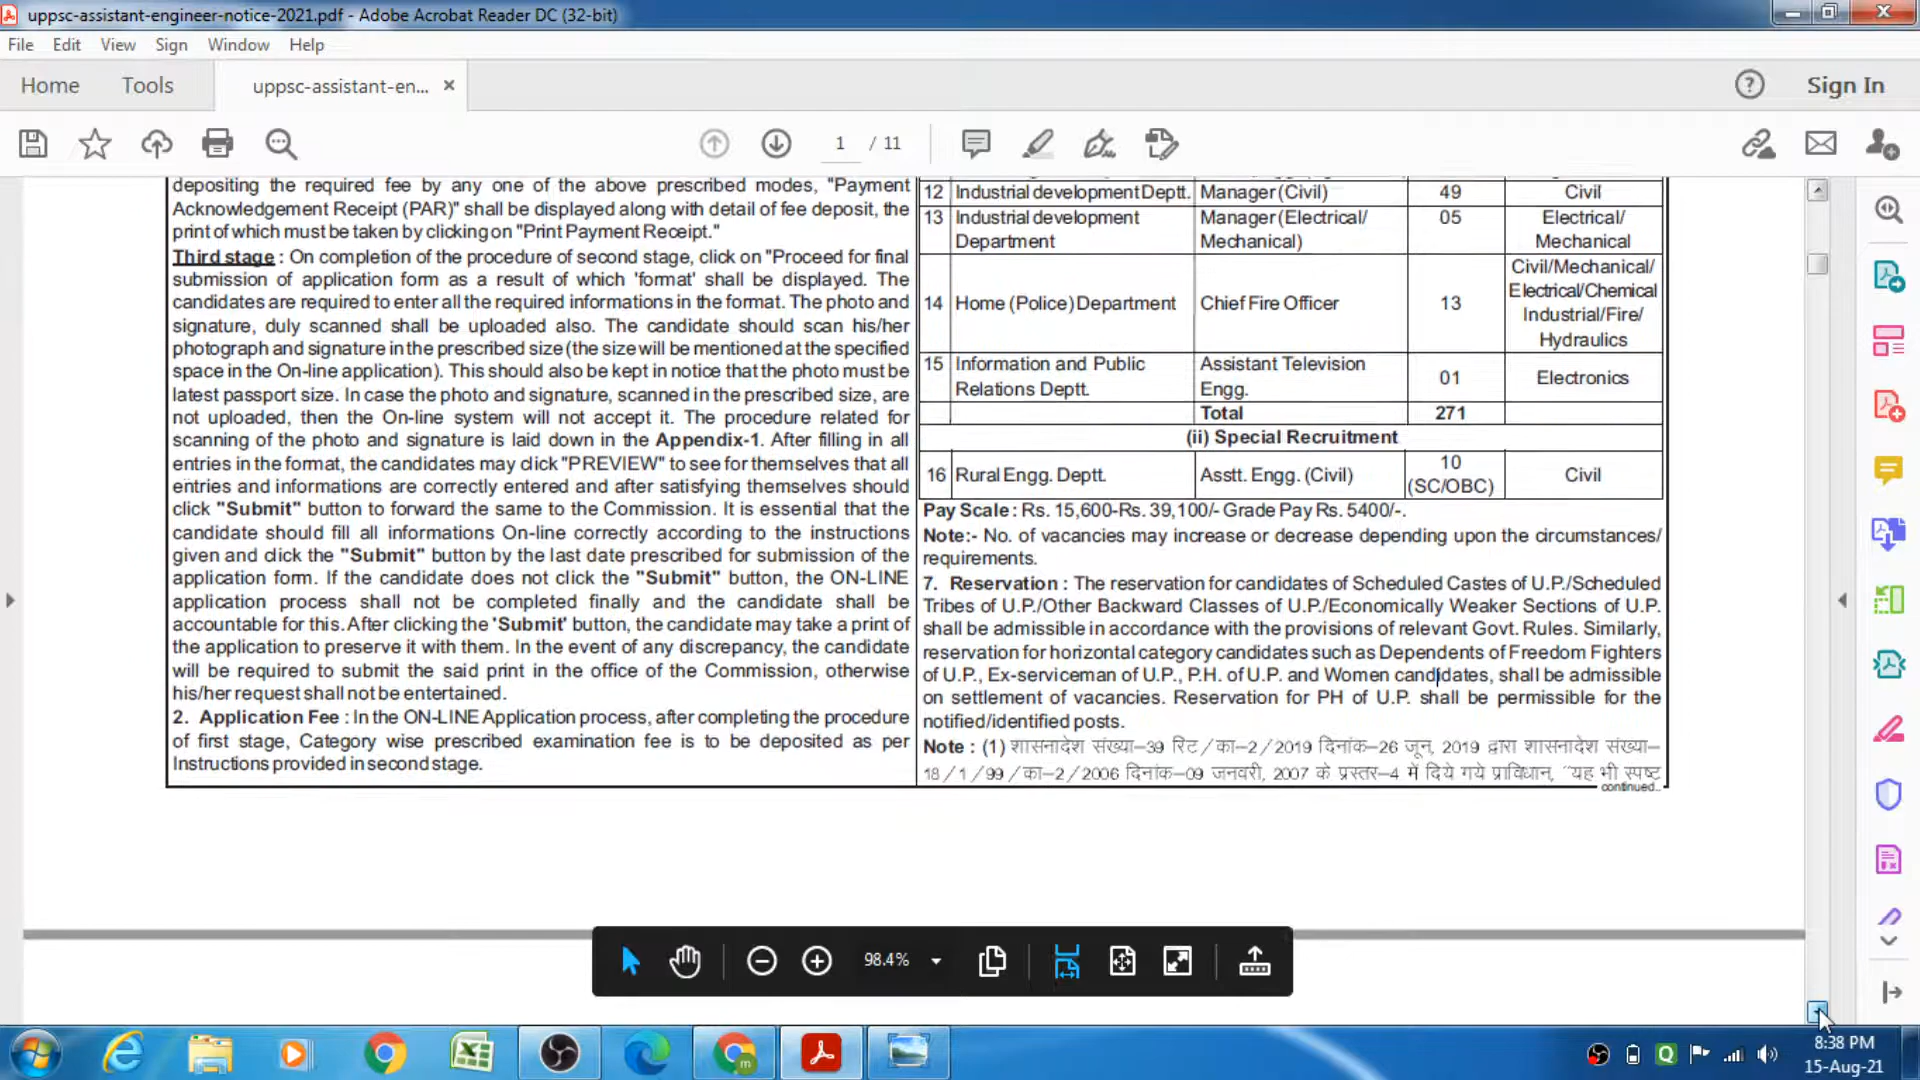 uppsc-assistant-engineer-notice-2021.pdf - Adobe Acrobat Reader DC (32-bit)
File Edit View Sign Window Help
Home Tools uppsc-assistant-en... × Sign In
1 / 11
depositing the required fee by any one of the above prescribed modes, "Payment
Acknowledgement Receipt (PAR)" shall be displayed along with detail of fee deposit, the
print of which must be taken by clicking on "Print Payment Receipt."
Third stage : On completion of the procedure of second stage, click on "Proceed for final
submission of application form as a result of which 'format' shall be displayed. The
candidates are required to enter all the required informations in the format. The photo and
signature, duly scanned shall be uploaded also. The candidate should scan his/her
photograph and signature in the prescribed size (the size will be mentioned at the specified
space in the On-line application). This should also be kept in notice that the photo must be
latest passport size. In case the photo and signature, scanned in the prescribed size, are
not uploaded, then the On-line system will not accept it. The procedure related for
scanning of the photo and signature is laid down in the Appendix-1. After filling in all
entries in the format, the candidates may click "PREVIEW" to see for themselves that all
entries and informations are correctly entered and after satisfying themselves should
click "Submit" button to forward the same to the Commission. It is essential that the
candidate should fill all informations On-line correctly according to the instructions
given and click the "Submit" button by the last date prescribed for submission of the
application form. If the candidate does not click the "Submit" button, the ON-LINE
application process shall not be completed finally and the candidate shall be
accountable for this. After clicking the 'Submit' button, the candidate may take a print of
the application to preserve it with them. In the event of any discrepancy, the candidate
will be required to submit the said print in the office of the Commission, otherwise
his/her request shall not be entertained.
2. Application Fee : In the ON-LINE Application process, after completing the procedure
of first stage, Category wise prescribed examination fee is to be deposited as per
Instructions provided in second stage.
12 Industrial development Deptt. Manager (Civil) 49 Civil
13 Industrial development Manager (Electrical/ 05 Electrical/
Department Mechanical) Mechanical
Civil/Mechanical/
Electrical/Chemical
14 Home (Police) Department Chief Fire Officer 13
Industrial/Fire/
Hydraulics
15 Information and Public Assistant Television
Relations Deptt. Engg. 01 Electronics
Total 271
(ii) Special Recruitment
16 Rural Engg. Deptt. Asstt. Engg. (Civil) 10 Civil
(SC/OBC)
Pay Scale : Rs. 15,600-Rs. 39,100/- Grade Pay Rs. 5400/-.
Note:- No. of vacancies may increase or decrease depending upon the circumstances/
requirements.
7. Reservation : The reservation for candidates of Scheduled Castes of U.P./Scheduled
Tribes of U.P./Other Backward Classes of U.P./Economically Weaker Sections of U.P.
shall be admissible in accordance with the provisions of relevant Govt. Rules. Similarly,
reservation for horizontal category candidates such as Dependents of Freedom Fighters
of U.P., Ex-serviceman of U.P., P.H. of U.P. and Women candidates, shall be admissible
on settlement of vacancies. Reservation for PH of U.P. shall be permissible for the
notified/identified posts.
Note : (1) शासनादेश संख्या–39 रिट/का–2/2019 दिनांक–26 जून, 2019 द्वारा शासनादेश संख्या–
18/1/99/का–2/2006 दिनांक–09 जनवरी, 2007 के प्रस्तर–4 में दिये गये प्राविधान, "यह भी स्पष्ट
continued..
98.4%
8:38 PM
15-Aug-21